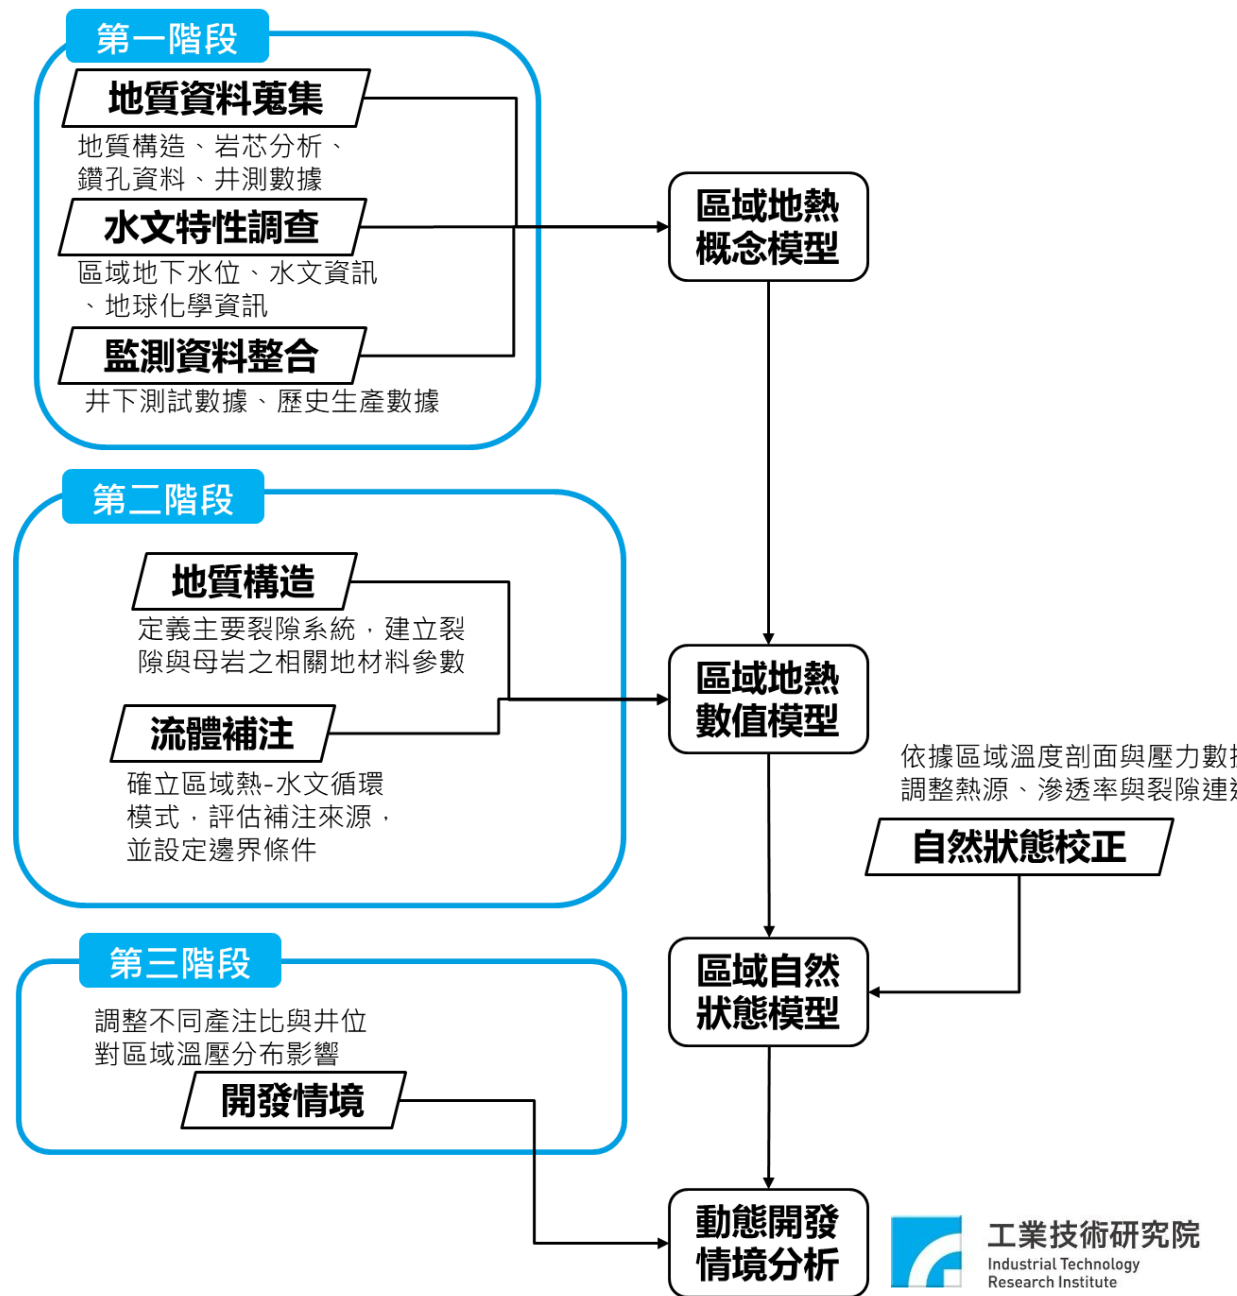 第一階段
地質資料蒐集
地質構造、岩芯分析、
鑽孔資料、井測數據
水文特性調查
區域地下水位、水文資訊
、地球化學資訊
監測資料整合
井下測試數據、歷史生產數據
區域地熱
概念模型
第二階段
地質構造
定義主要裂隙系統，建立裂
隙與母岩之相關地材料參數
流體補注
確立區域熱-水文循環
模式，評估補注來源，
並設定邊界條件
區域地熱
數值模型
依據區域溫度剖面與壓力數
調整熱源、滲透率與裂隙連
自然狀態校正
區域自然
狀態模型
第三階段
調整不同產注比與井位
對區域溫壓分布影響
開發情境
動態開發
情境分析
工業技術研究院
Industrial Technology
Research Institute